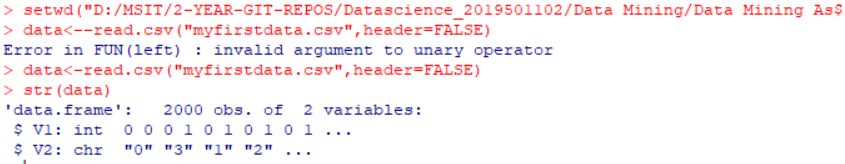 > setwd("D:/MSIT/2-YEAR-GIT-REPOS/Datascience_2019501102/Data Mining/Data Mining As$
> data<--read.csv("myfirstdata.csv",header=FALSE)
Error in FUN(left) : invalid argument to unary operator
> data<-read.csv("myfirstdata.csv",header=FALSE)
> str(data)
'data.frame':   2000 obs. of  2 variables:
 $ V1: int  0 0 0 1 0 1 0 1 0 1 ...
 $ V2: chr  "0" "3" "1" "2" ...